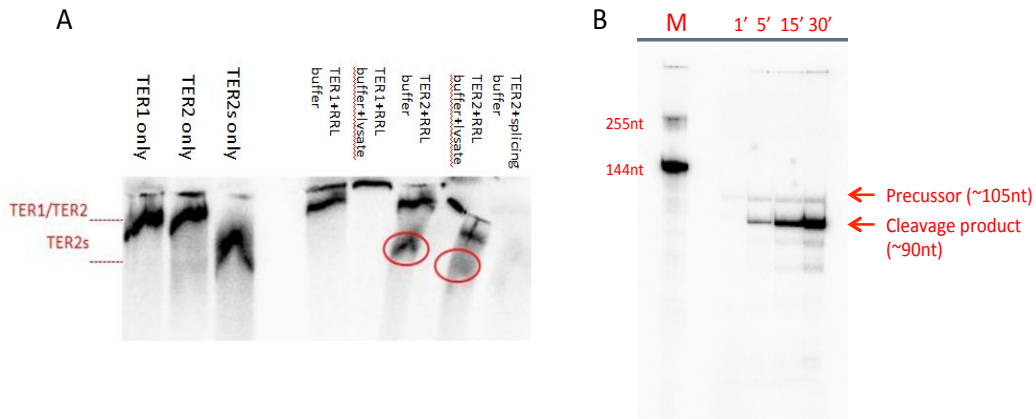 A
TER1 only
TER2 only
TER2s only
TER1+RRL
buffer
TER1+RRL
buffer+lysate
TER2+RRL
buffer
TER2+RRL
buffer+lysate
TER2+splicing
buffer
TER1/TER2
TER2s
B
M
1' 5' 15' 30'
255nt
144nt
Precussor (~105nt)
Cleavage product
(~90nt)